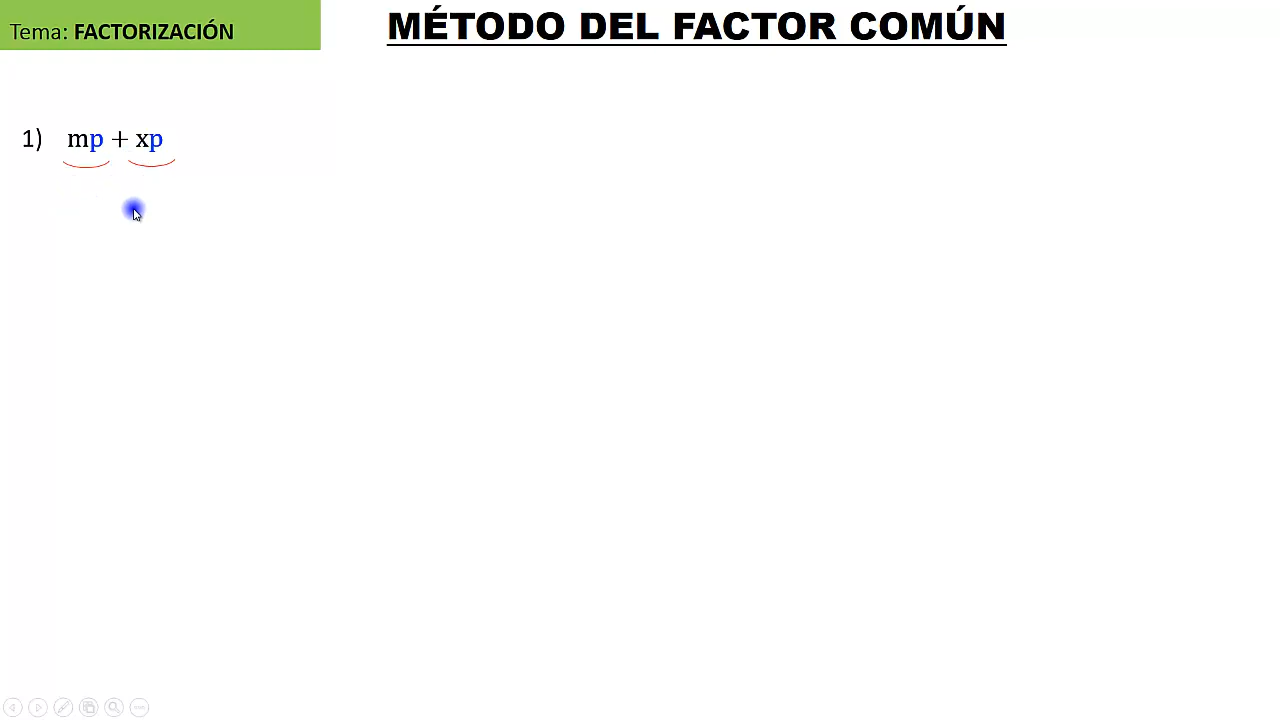 Tema: FACTORIZACIÓN
MÉTODO DEL FACTOR COMÚN
1) mp + xp